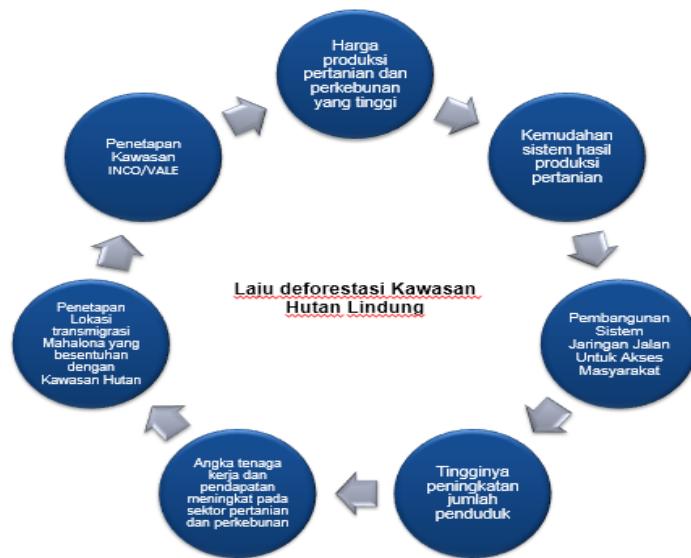 Harga
produksi
pertanian dan
perkebunan
yang tinggi
Kemudahan
sistem hasil
produksi
pertanian
Pembangunan
Sistem
Jaringan Jalan
Untuk Akses
Masyarakat
Tingginya
peningkatan
jumlah
penduduk
Angka tenaga
kerja dan
pendapatan
meningkat pada
sektor pertanian
dan perkebunan
Penetapan
Lokasi
transmigrasi
Mahalona yang
besentuhan
dengan
Kawasan Hutan
Penetapan
Kawasan
INCO/VALE
Laju deforestasi Kawasan
Hutan Lindung